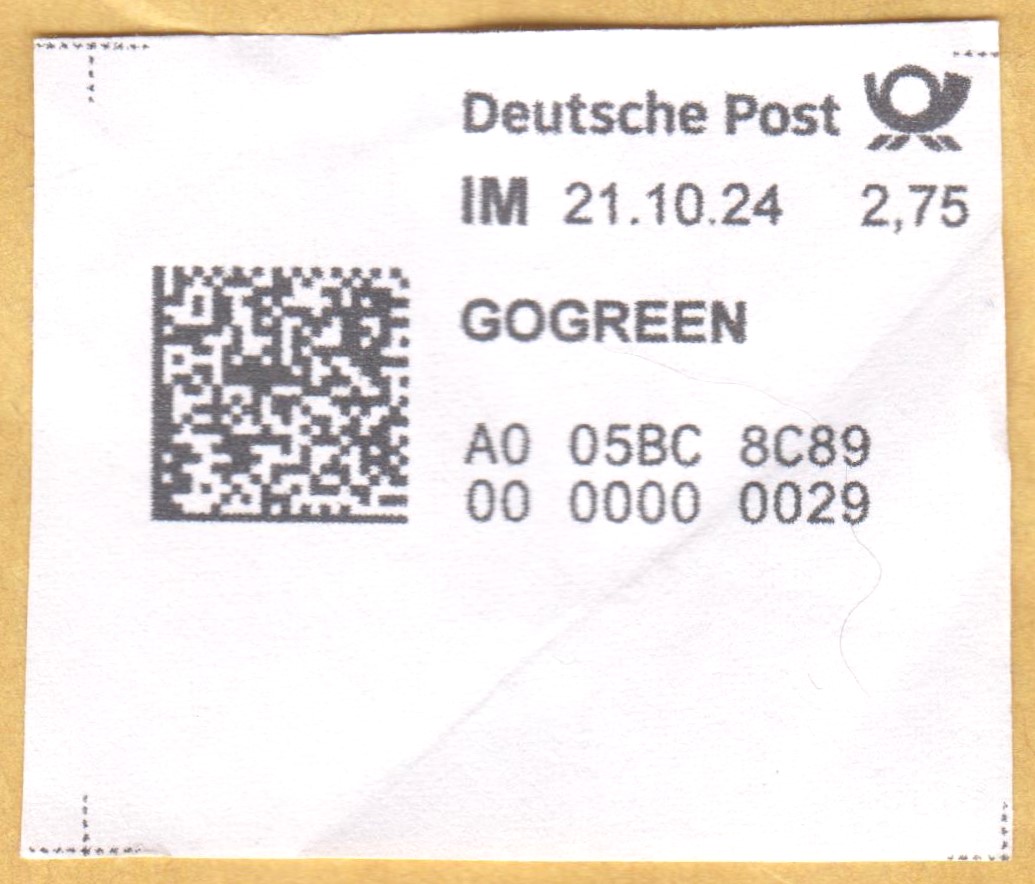 Deutsche Post
IM 21.10.24 2,75
GOGREEN
A0 05BC 8C89
00 0000 0029